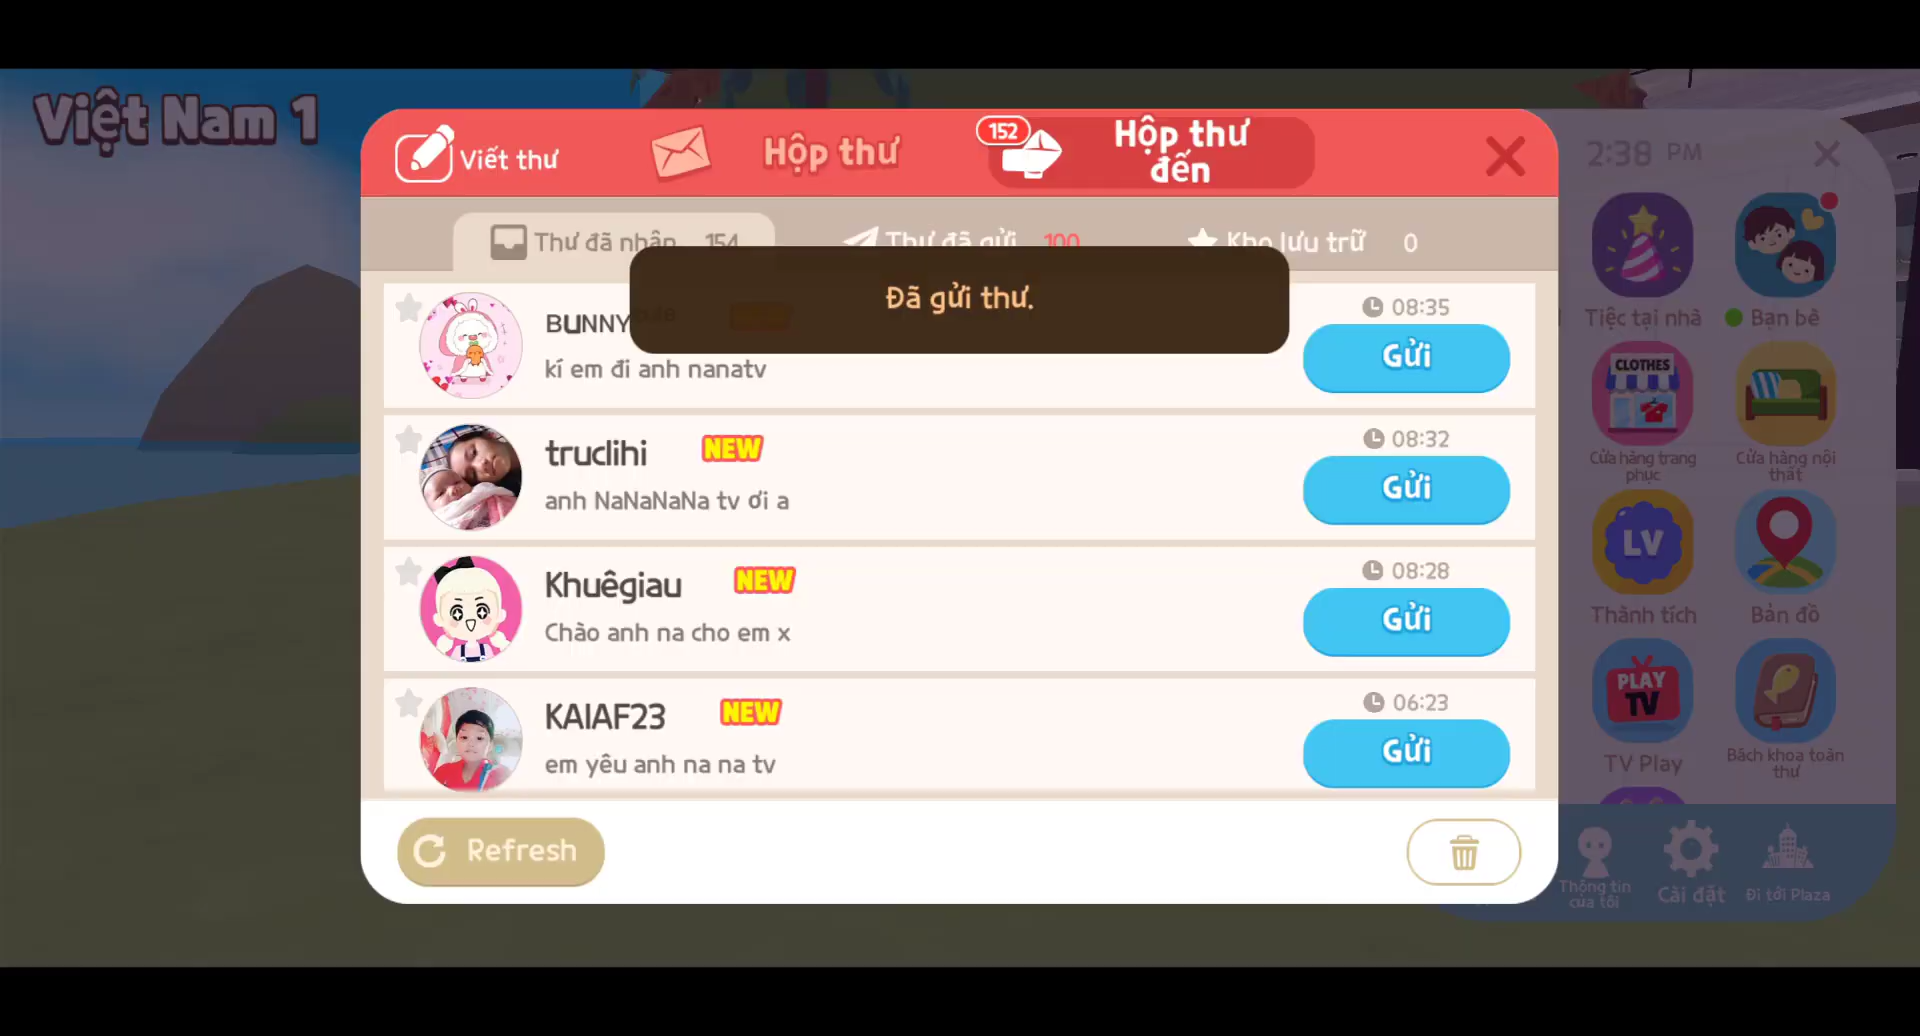 Việt Nam 1
Viết thư
Hộp thư
152
Hộp thư
đến
2:38 PM
Thư đã nhận 154
Thư đã gửi 100
Kho lưu trữ 0
Đã gửi thư.
BUNNY
08:35
kí em đi anh nanatv
Gửi
truclihi
NEW
08:32
anh NaNaNaNa tv ơi a
Gửi
Khuêgiau
NEW
08:28
Chào anh na cho em x
Gửi
KAIAF23
NEW
06:23
em yêu anh na na tv
Gửi
Refresh
Tiệc tại nhà
Bạn bè
CLOTHES
Cửa hàng trang
phục
Cửa hàng nội
thất
LV
Thành tích
Bản đồ
PLAY
TV
TV Play
Bách khoa toàn
thư
Thông tin
của tôi
Cài đặt
Đi tới Plaza